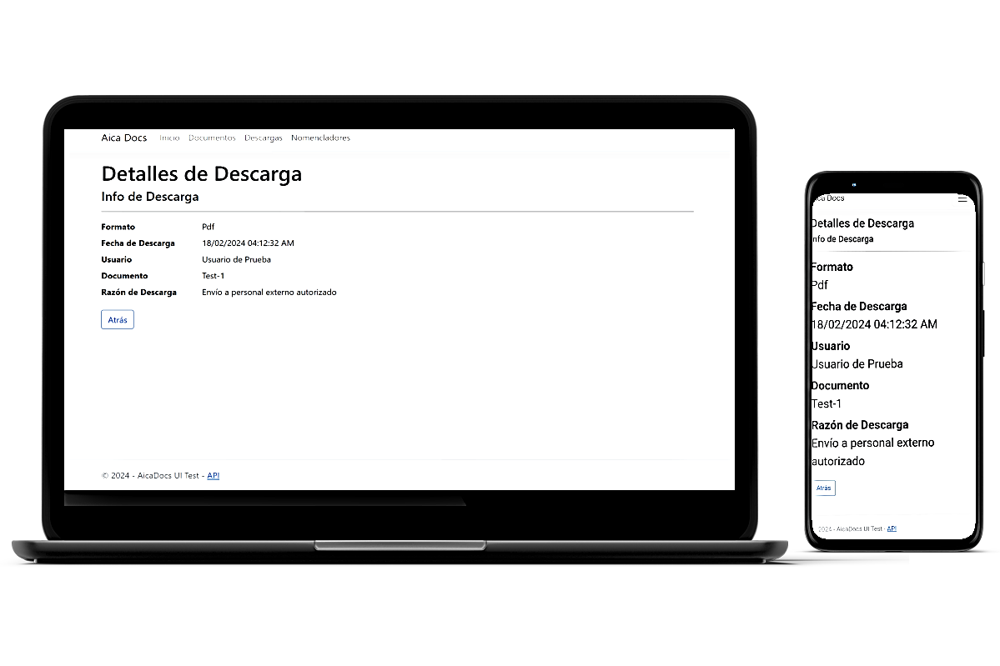 Aica Docs Inicio Documentos Descargas Nomencladores
Detalles de Descarga
Info de Descarga
Formato Pdf
Fecha de Descarga 18/02/2024 04:12:32 AM
Usuario Usuario de Prueba
Documento Test-1
Razón de Descarga Envío a personal externo autorizado
Atrás
© 2024 - AicaDocs UI Test - API
ca Docs
Detalles de Descarga
nfo de Descarga
Formato
Pdf
Fecha de Descarga
18/02/2024 04:12:32 AM
Usuario
Usuario de Prueba
Documento
Test-1
Razón de Descarga
Envío a personal externo
autorizado
Atrás
2024 - AicaDocs UI Test - API